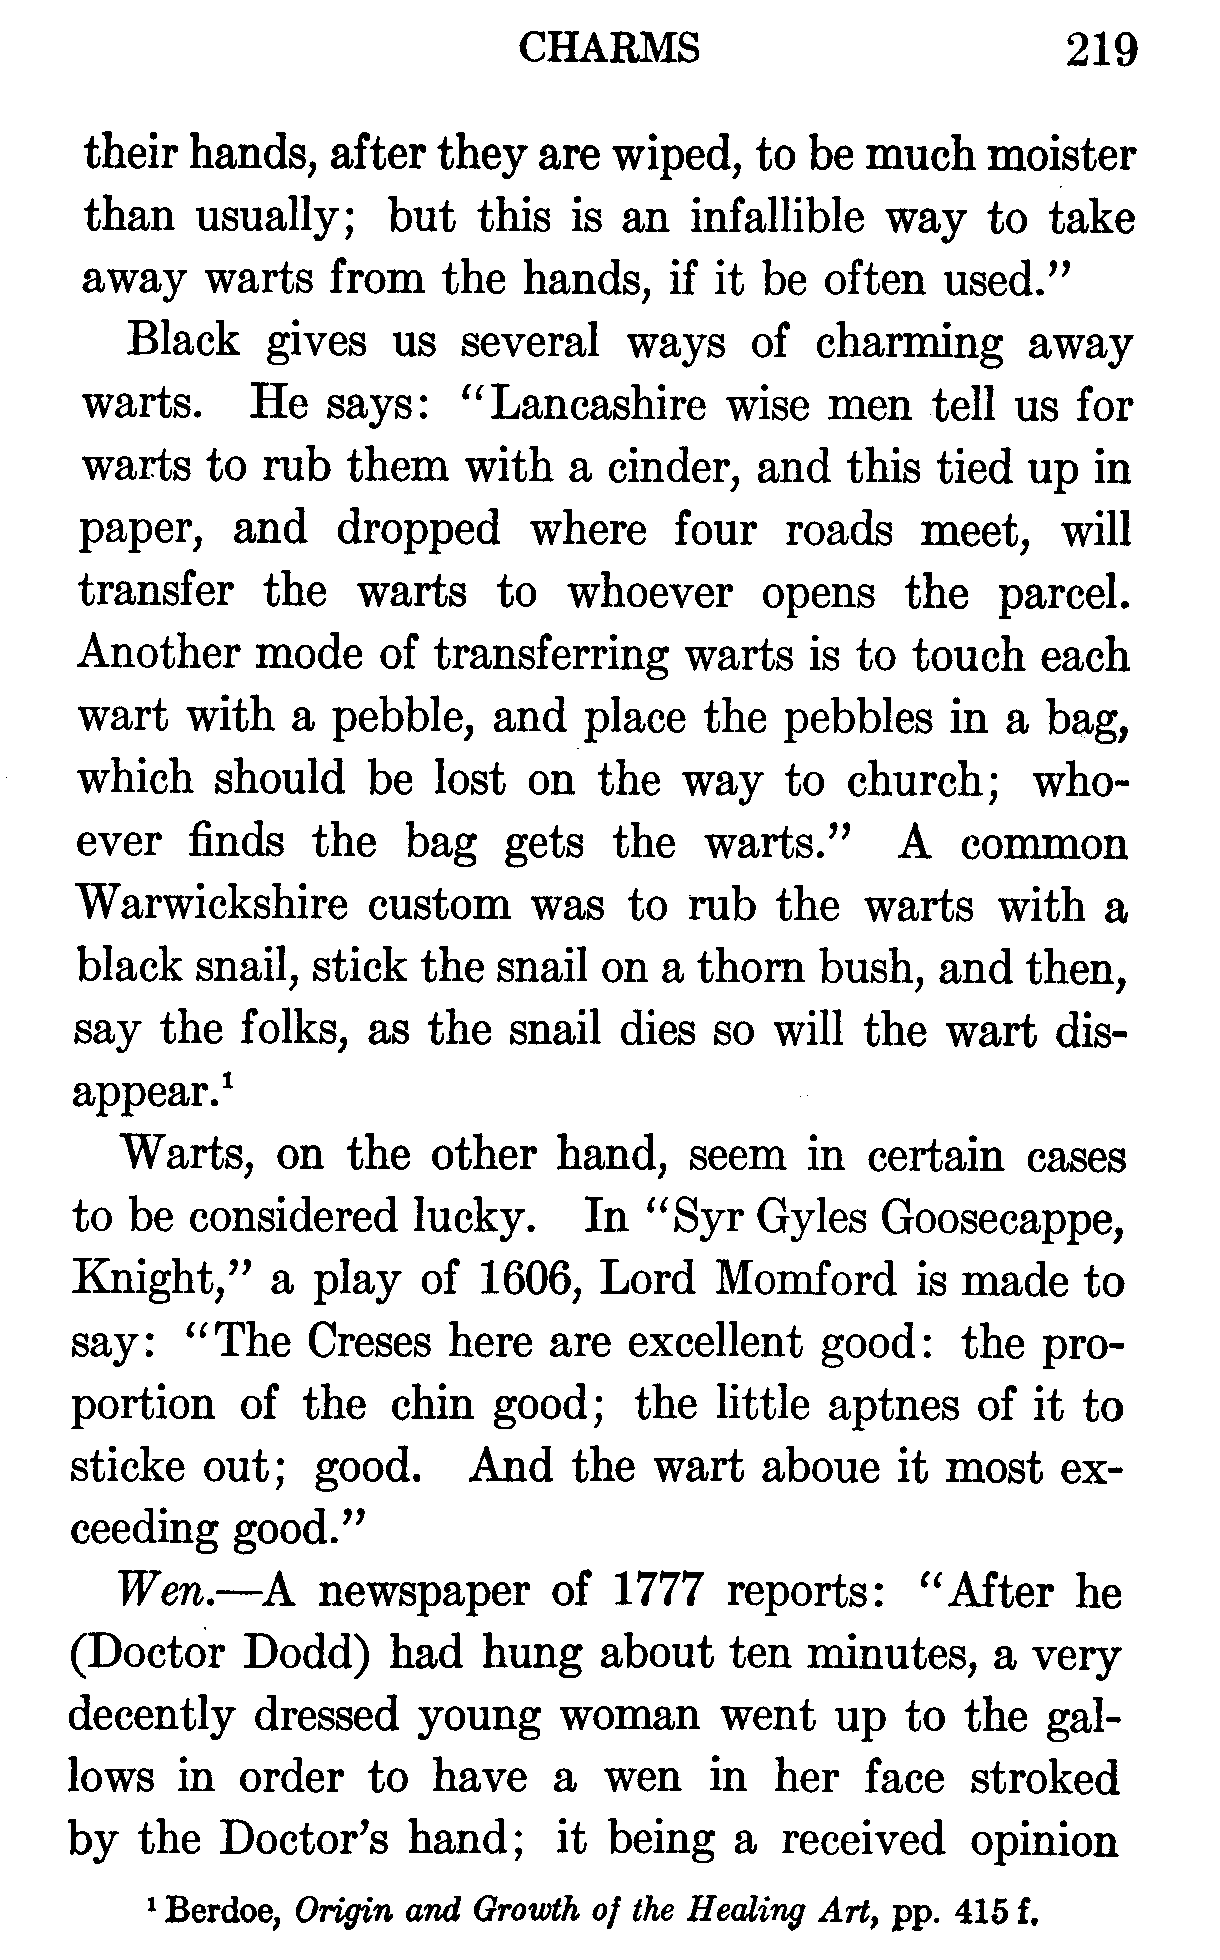 CHARMS 219
their hands, after they are wiped, to be much moister
than usually; but this is an infallible way to take
away warts from the hands, if it be often used."
Black gives us several ways of charming away
warts. He says: "Lancashire wise men tell us for
warts to rub them with a cinder, and this tied up in
paper, and dropped where four roads meet, will
transfer the warts to whoever opens the parcel.
Another mode of transferring warts is to touch each
wart with a pebble, and place the pebbles in a bag,
which should be lost on the way to church; who-
ever finds the bag gets the warts." A common
Warwickshire custom was to rub the warts with a
black snail, stick the snail on a thorn bush, and then,
say the folks, as the snail dies so will the wart dis-
appear.¹
Warts, on the other hand, seem in certain cases
to be considered lucky. In "Syr Gyles Goosecappe,
Knight," a play of 1606, Lord Momford is made to
say: "The Creses here are excellent good: the pro-
portion of the chin good; the little aptnes of it to
sticke out; good. And the wart aboue it most ex-
ceeding good."
Wen.—A newspaper of 1777 reports: "After he
(Doctor Dodd) had hung about ten minutes, a very
decently dressed young woman went up to the gal-
lows in order to have a wen in her face stroked
by the Doctor's hand; it being a received opinion
¹ Berdoe, Origin and Growth of the Healing Art, pp. 415 f.